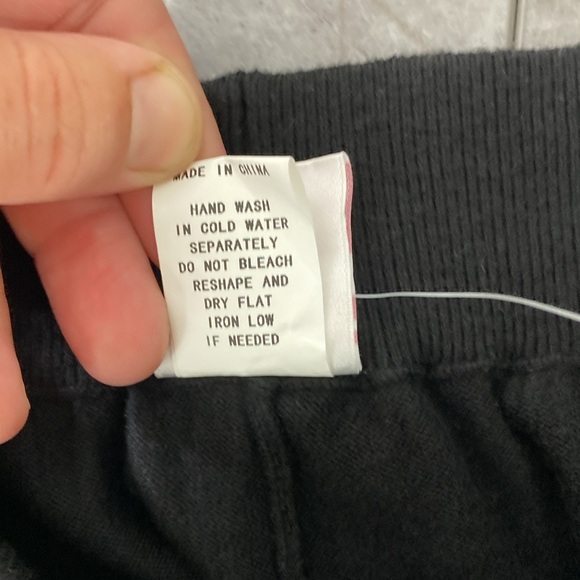 MADE IN CHINA
HAND WASH
IN COLD WATER
SEPARATELY
DO NOT BLEACH
RESHAPE AND
DRY FLAT
IRON LOW
IF NEEDED